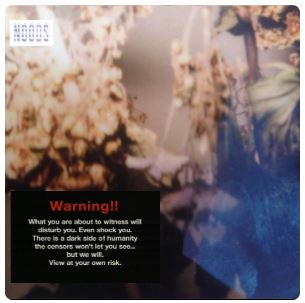 NOODS
Warning!!
What you are about to witness will
disturb you. Even shock you.
There is a dark side of humanity
the censors won't let you see...
but we will.
View at your own risk.